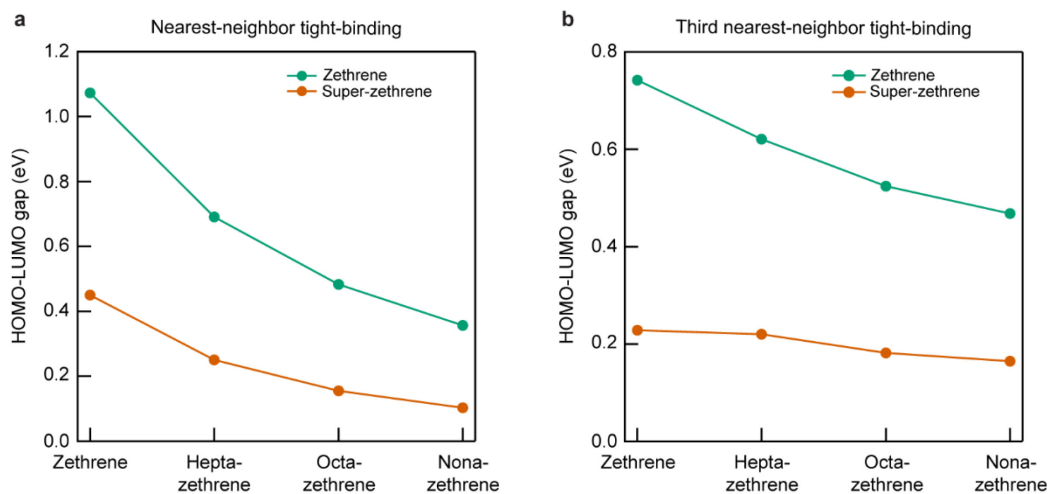 a
Nearest-neighbor tight-binding
HOMO-LUMO gap (eV)
1.2
1.0
0.8
0.6
0.4
0.2
0.0
Zethrene
Super-zethrene
Zethrene
Hepta-
zethrene
Octa-
zethrene
Nona-
zethrene
b
Third nearest-neighbor tight-binding
HOMO-LUMO gap (eV)
0.8
0.6
0.4
0.2
0.0
Zethrene
Super-zethrene
Zethrene
Hepta-
zethrene
Octa-
zethrene
Nona-
zethrene